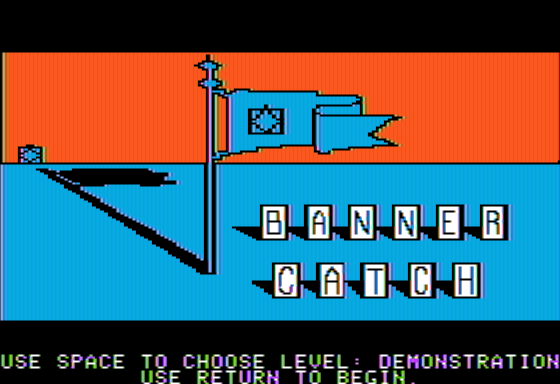 BANNER
CATCH
USE SPACE TO CHOOSE LEVEL: DEMONSTRATION
USE RETURN TO BEGIN.